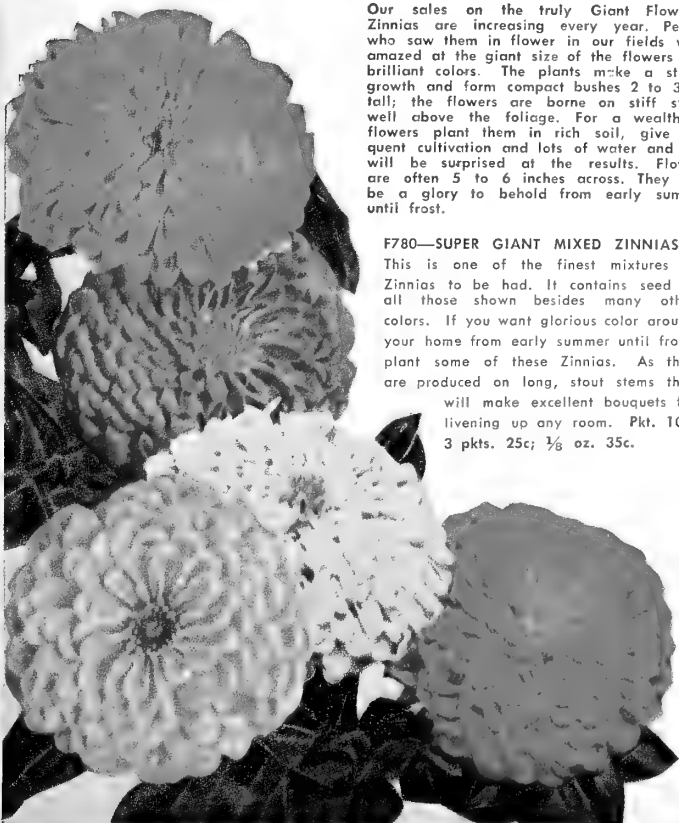 Our sales on the truly Giant Flow
Zinnias are increasing every year. Pe
who saw them in flower in our fields
amazed at the giant size of the flowers
brilliant colors. The plants make a st
growth and form compact bushes 2 to 3
tall; the flowers are borne on stiff st
well above the foliage. For a wealth
flowers plant them in rich soil, give
quent cultivation and lots of water and
will be surprised at the results. Flow
are often 5 to 6 inches across. They
be a glory to behold from early sum
until frost.
F780—SUPER GIANT MIXED ZINNIAS
This is one of the finest mixtures
Zinnias to be had. It contains seed
all those shown besides many oth
colors. If you want glorious color arou
your home from early summer until fro
plant some of these Zinnias. As th
are produced on long, stout stems th
will make excellent bouquets f
livening up any room. Pkt. 10
3 pkts. 25c; ⅛ oz. 35c.